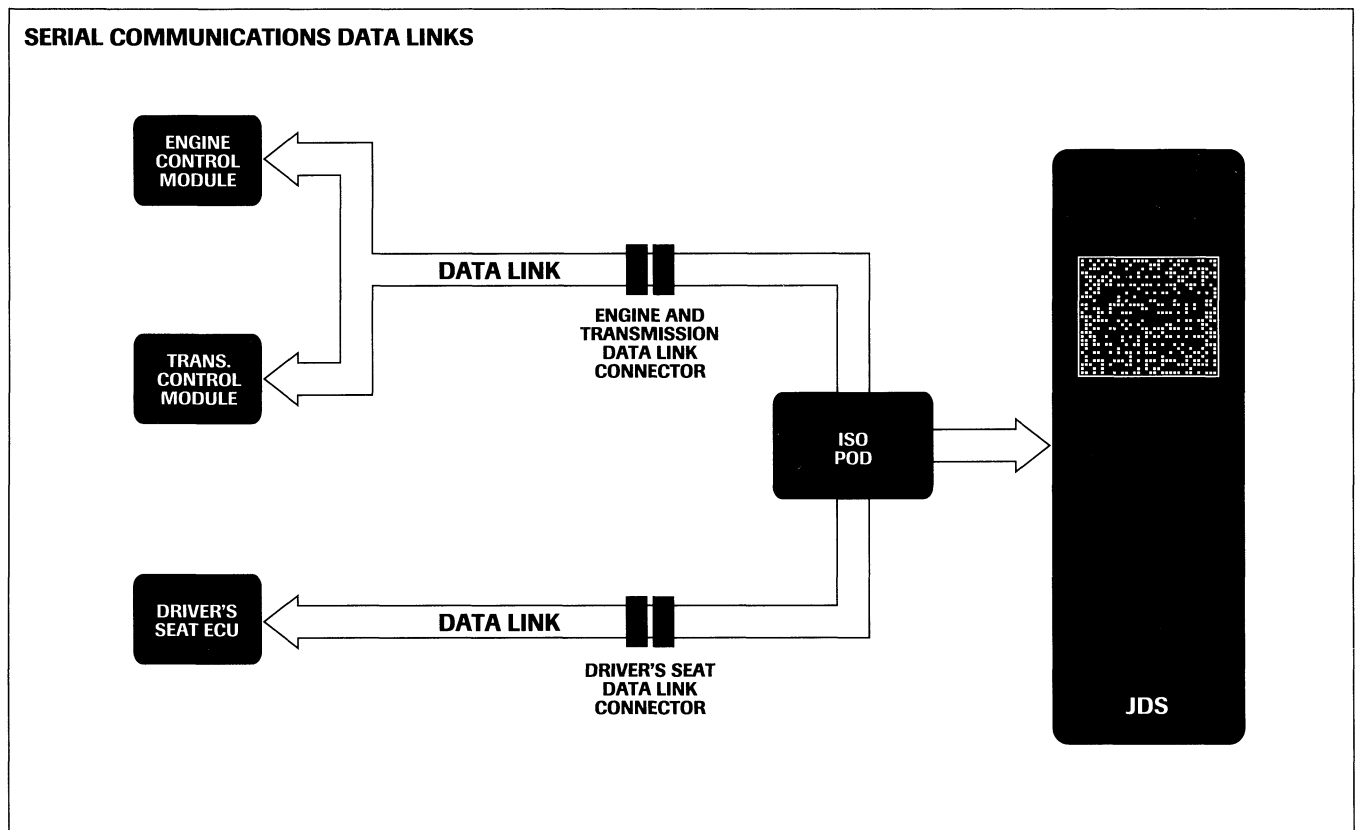 SERIAL COMMUNICATIONS DATA LINKS
ENGINE
CONTROL
MODULE
DATA LINK
ENGINE AND
TRANSMISSION
DATA LINK
CONNECTOR
TRANS.
CONTROL
MODULE
ISO
POD
DRIVER'S
SEAT ECU
DATA LINK
DRIVER'S SEAT
DATA LINK
CONNECTOR
JDS